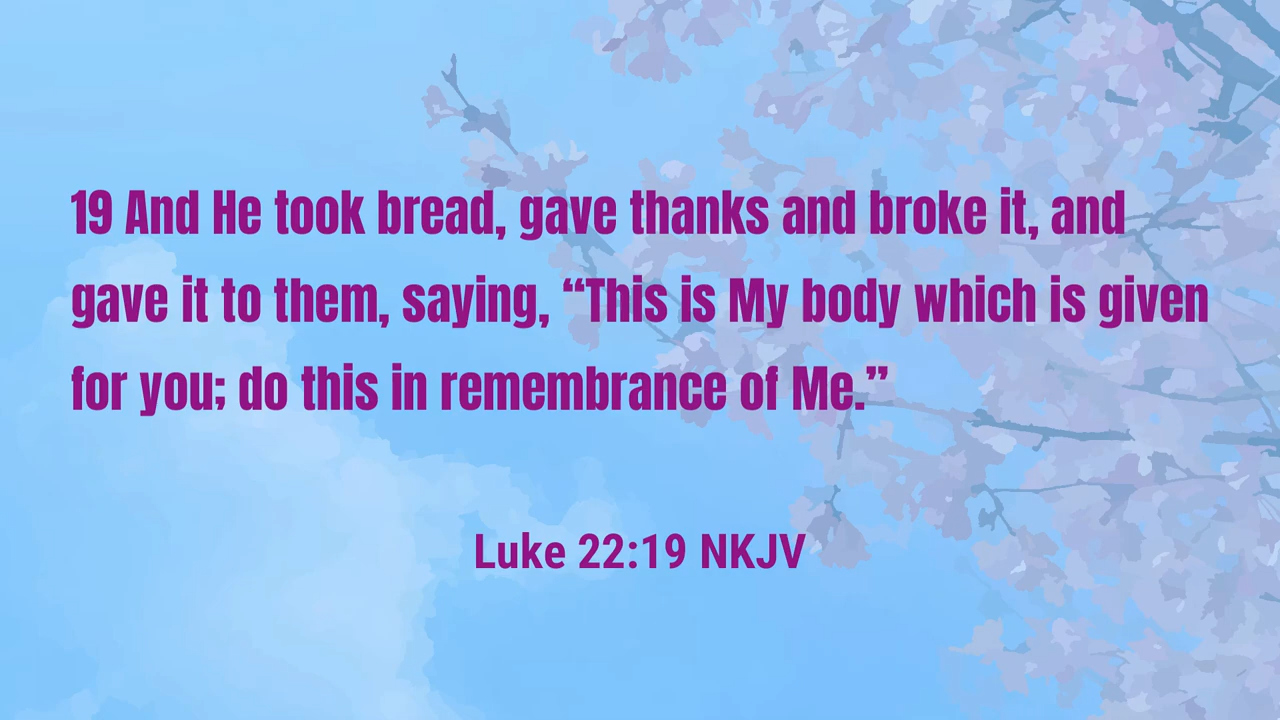 19 And He took bread, gave thanks and broke it, and
gave it to them, saying, “This is My body which is given
for you; do this in remembrance of Me.”
Luke 22:19 NKJV